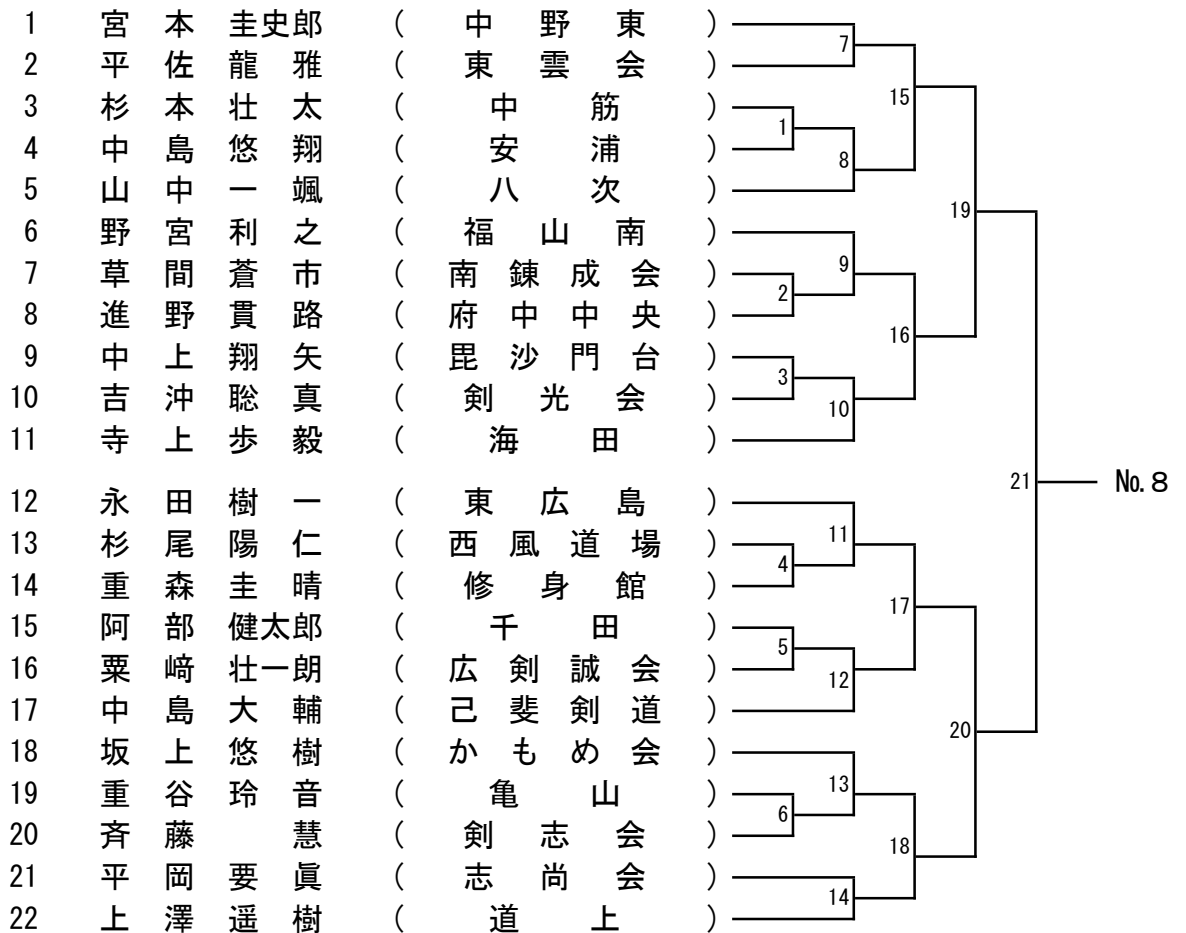 1 宮本 圭史郎 (中野東) 7
2 平佐龍雅 (東雲会)
3 杉本壮太 (中筋) 15
4 中島悠翔 (安浦) 1 8
5 山中一颯 (八次)
6 野宮利之 (福山南) 19
7 草間蒼市 (南錬成会) 2 9
8 進野貫路 (府中中央) 16
9 中上翔矢 (毘沙門台) 3
10 吉沖聡真 (剣光会) 10
11 寺上歩毅 (海田)
21 № 8
12 永田樹一 (東広島) 11
13 杉尾陽仁 (西風道場) 4
14 重森圭晴 (修身館) 17
15 阿部健太郎 (千田) 5
16 粟﨑壮一朗 (広剣誠会) 12
17 中島大輔 (己斐剣道) 20
18 坂上悠樹 (かもめ会) 13
19 重谷玲音 (亀山) 6
20 斉藤 慧 (剣志会) 18
21 平岡要眞 (志尚会) 14
22 上澤遥樹 (道上)